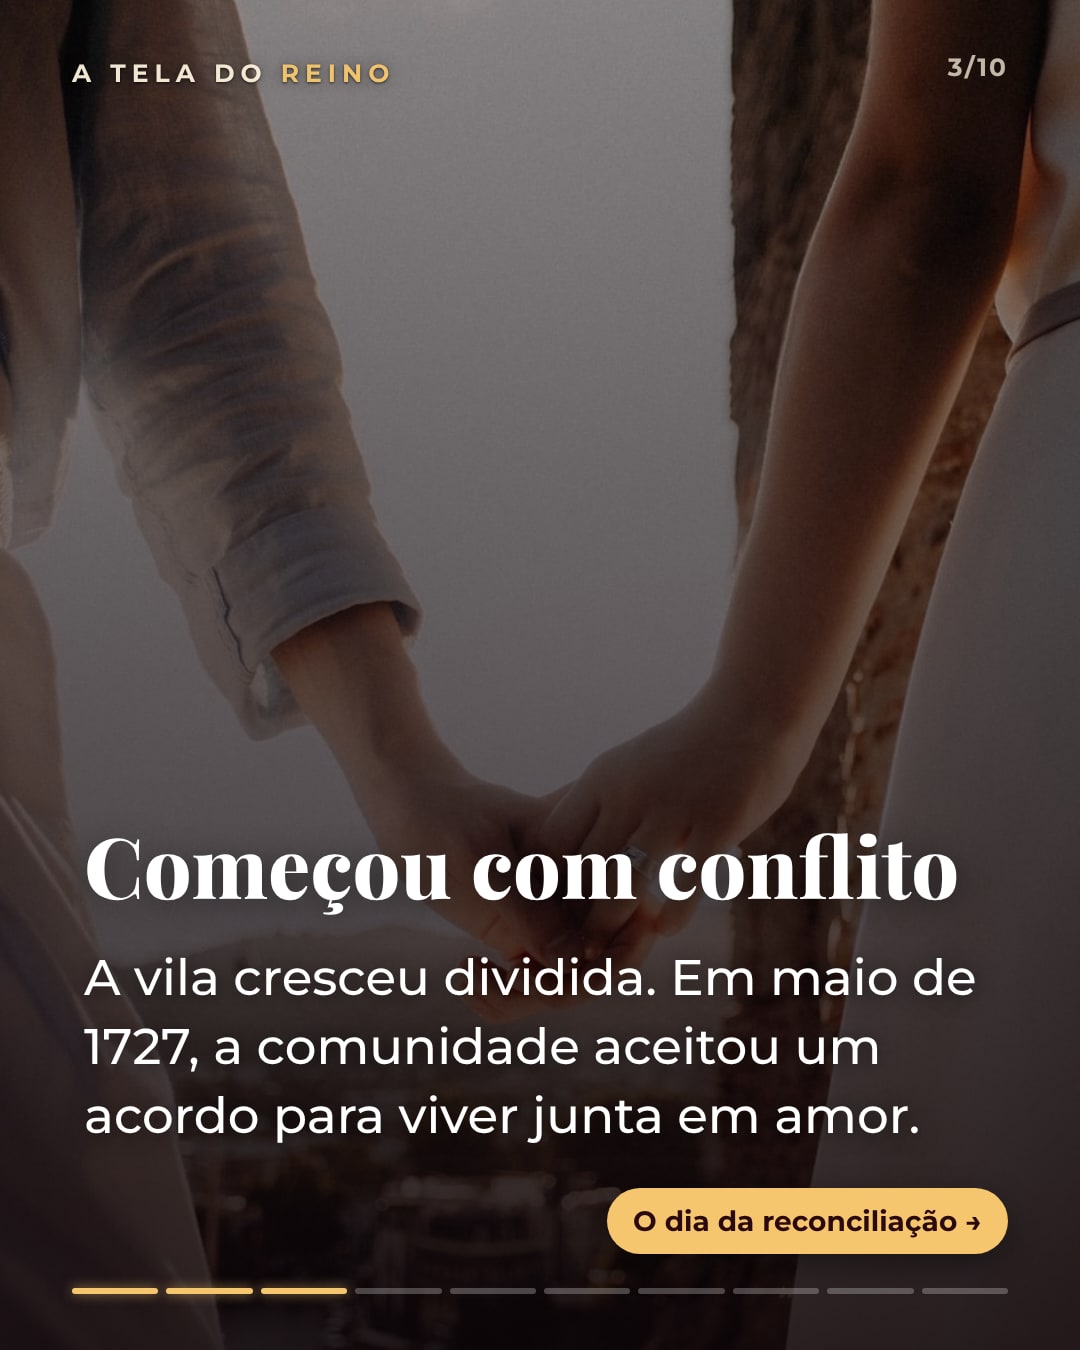 A TELA DO REINO
3/10
Começou com conflito
A vila cresceu dividida. Em maio de
1727, a comunidade aceitou um
acordo para viver junta em amor.
O dia da reconciliação →